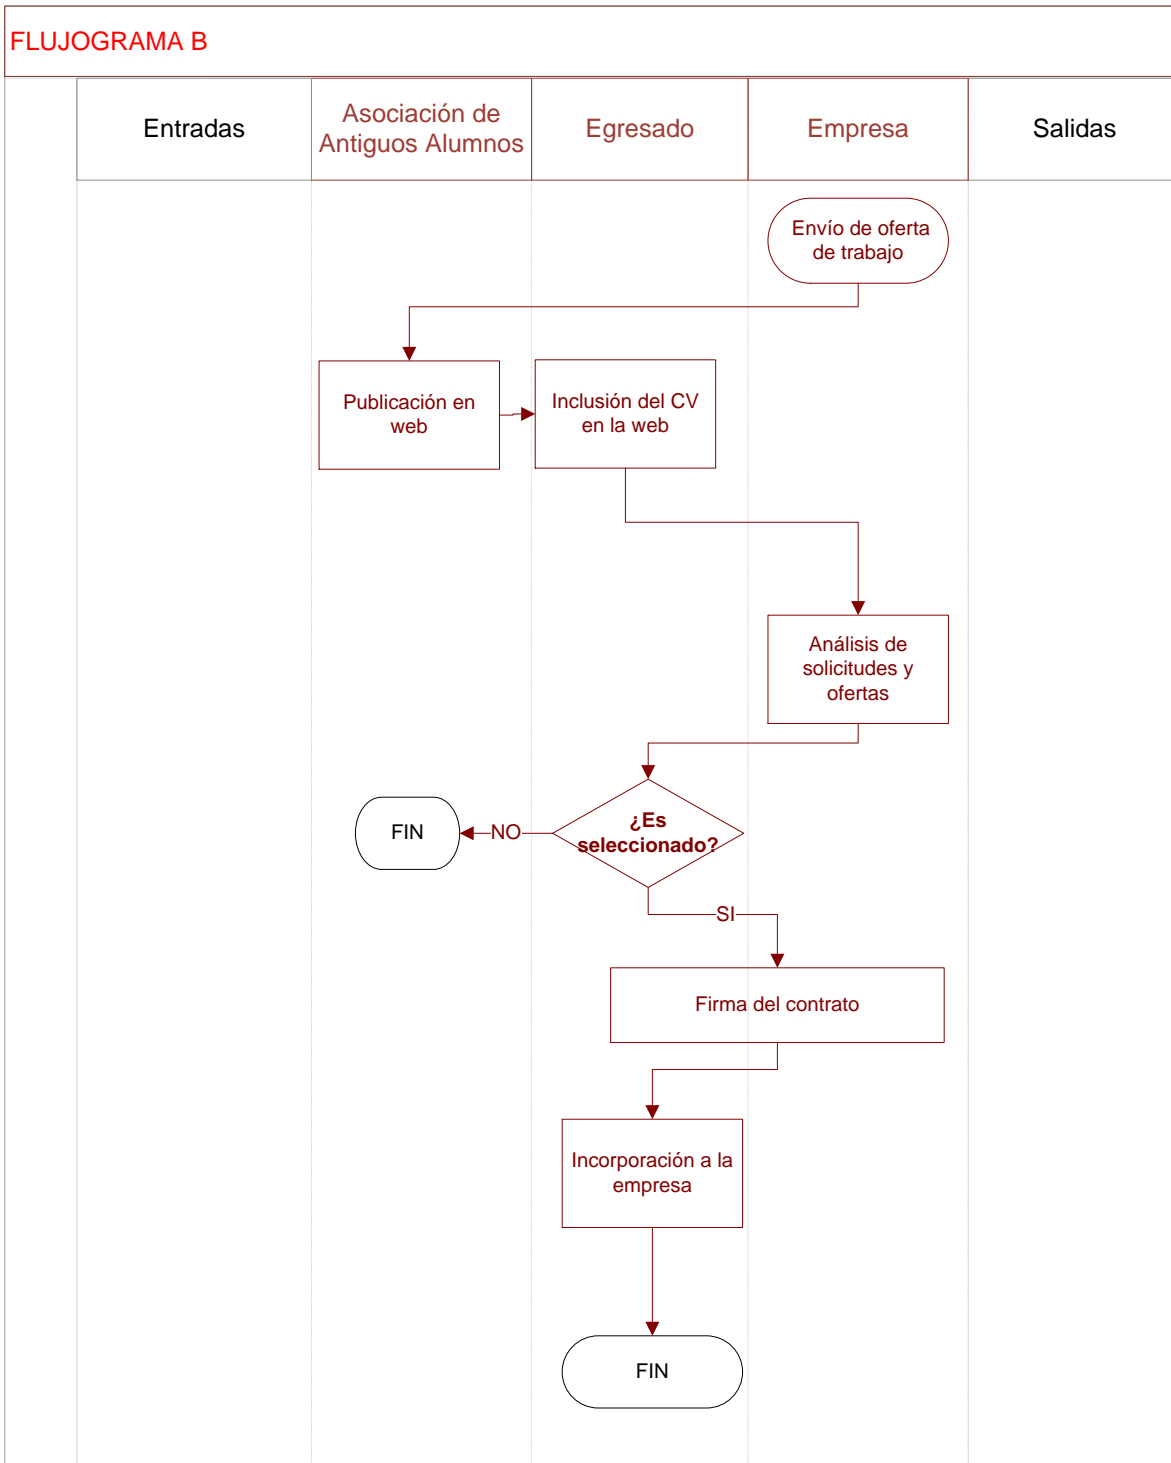 FLUJOGRAMA B
Entradas
Asociación de
Antiguos Alumnos
Egresado
Empresa
Salidas
Envío de oferta
de trabajo
Publicación en
web
Inclusión del CV
en la web
Análisis de
solicitudes y
ofertas
¿Es
seleccionado?
NO
FIN
SI
Firma del contrato
Incorporación a la
empresa
FIN